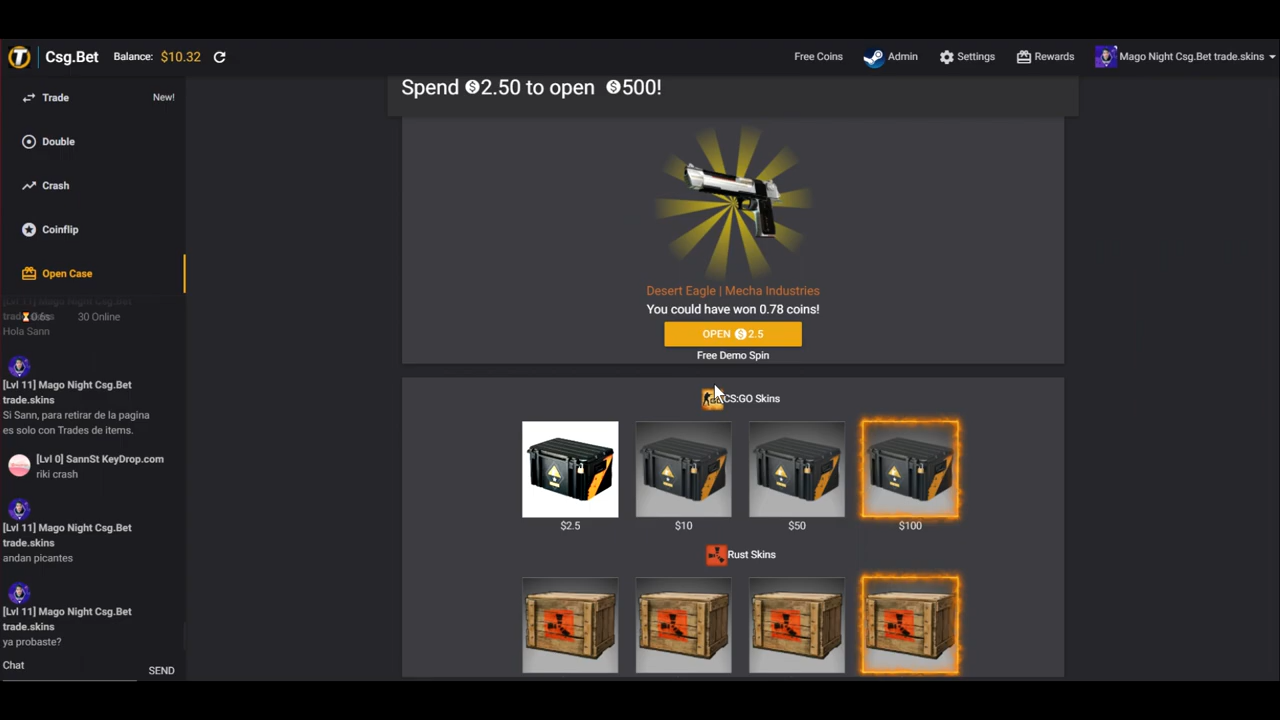 Csg.Bet
Balance: $10.32
Free Coins
Admin
Settings
Rewards
Mago Night Csg.Bet trade.skins
Trade New!
Double
Crash
Coinflip
Open Case
30 Online
Hola Sann
[Lvl 11] Mago Night Csg.Bet
trade.skins
Si Sann, para retirar de la pagina
es solo con Trades de items.
[Lvl 0] SannSt KeyDrop.com
riki crash
[Lvl 11] Mago Night Csg.Bet
trade.skins
andan picantes
[Lvl 11] Mago Night Csg.Bet
trade.skins
ya probaste?
Chat
SEND
Spend 2.50 to open 500!
Desert Eagle | Mecha Industries
You could have won 0.78 coins!
OPEN 2.5
Free Demo Spin
CS:GO Skins
$2.5 $10 $50 $100
Rust Skins